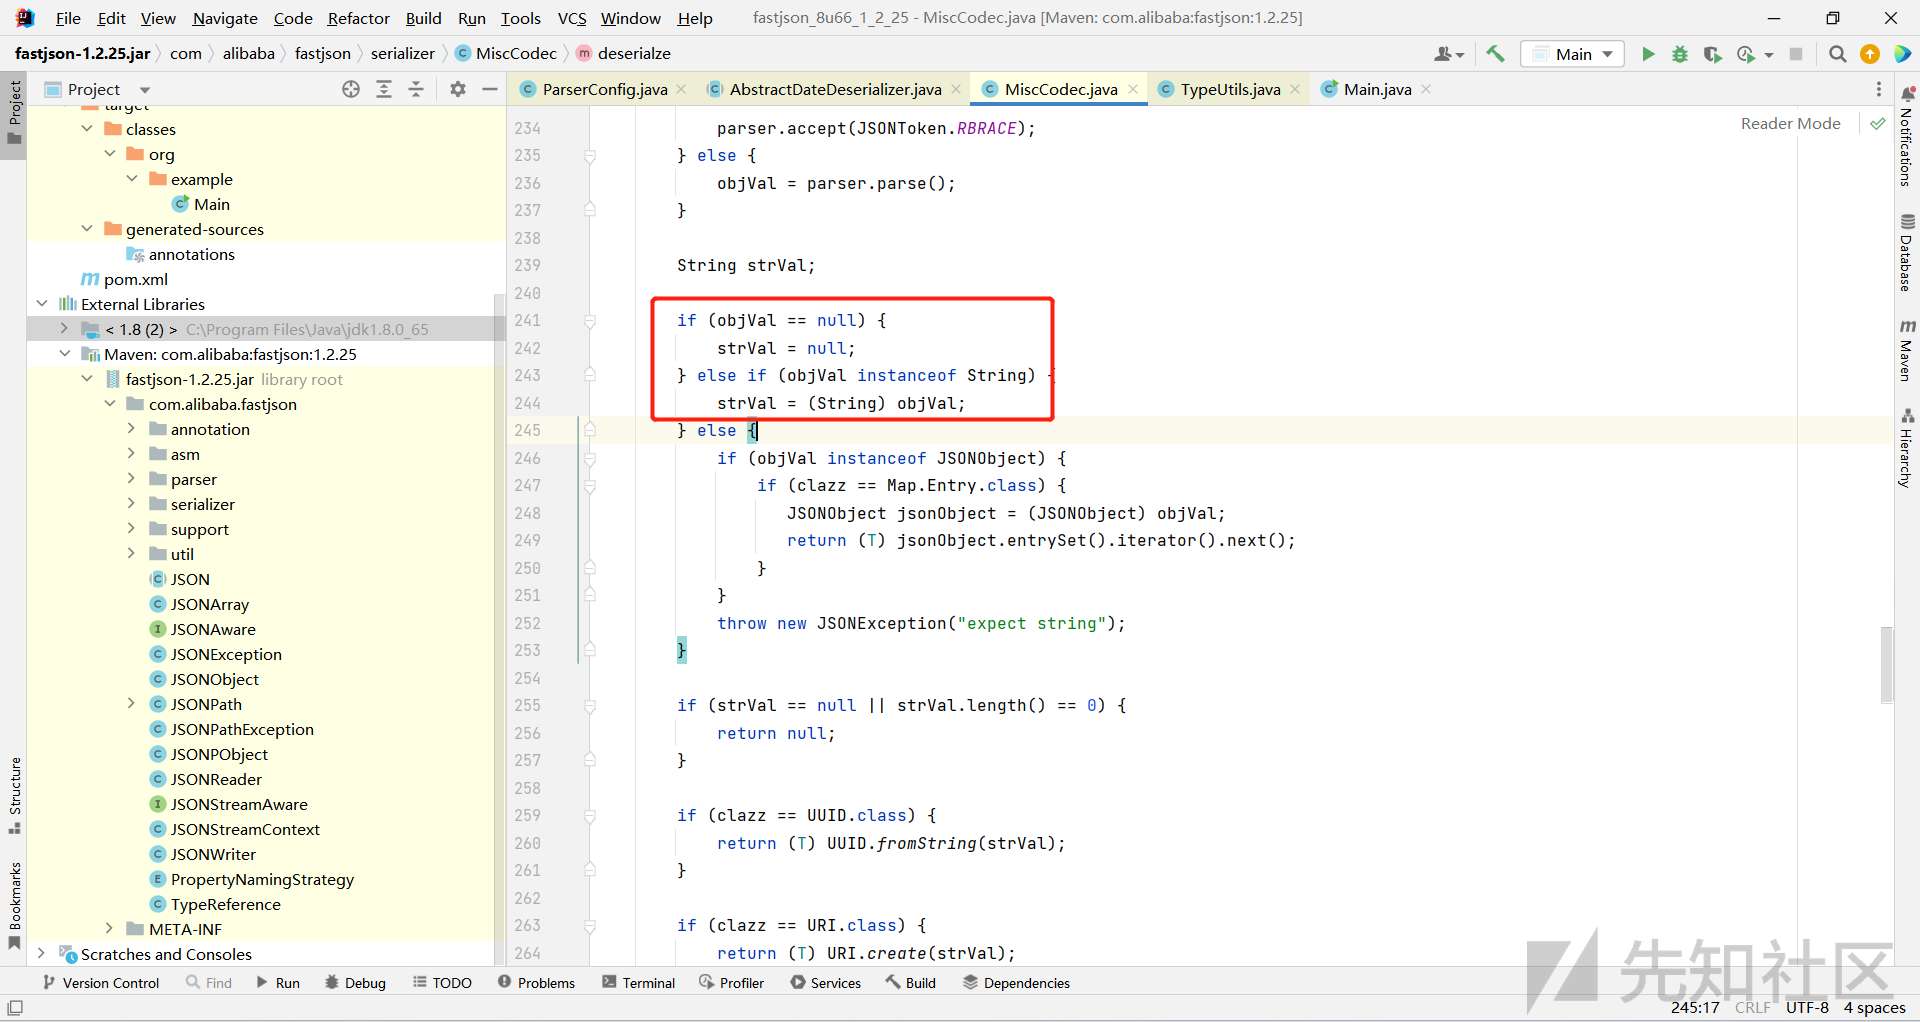 File Edit View Navigate Code Refactor Build Run Tools VCS Window Help fastjson_8u66_1_2_25 - MiscCodec.java [Maven: com.alibaba:fastjson:1.2.25]
fastjson-1.2.25.jar com alibaba fastjson serializer MiscCodec deserialze Main
Project
ParserConfig.java AbstractDateDeserializer.java MiscCodec.java TypeUtils.java Main.java
Project
Structure
Bookmarks
target
classes
org
example
Main
generated-sources
annotations
pom.xml
External Libraries
< 1.8 (2) > C:\Program Files\Java\jdk1.8.0_65
Maven: com.alibaba:fastjson:1.2.25
fastjson-1.2.25.jar library root
com.alibaba.fastjson
annotation
asm
parser
serializer
support
util
JSON
JSONArray
JSONAware
JSONException
JSONObject
JSONPath
JSONPathException
JSONPObject
JSONReader
JSONStreamAware
JSONStreamContext
JSONWriter
PropertyNamingStrategy
TypeReference
META-INF
Scratches and Consoles
Reader Mode
234 parser.accept(JSONToken.RBRACE);
235 } else {
236 objVal = parser.parse();
237 }
238
239 String strVal;
240
241 if (objVal == null) {
242 strVal = null;
243 } else if (objVal instanceof String) {
244 strVal = (String) objVal;
245 } else {
246 if (objVal instanceof JSONObject) {
247 if (clazz == Map.Entry.class) {
248 JSONObject jsonObject = (JSONObject) objVal;
249 return (T) jsonObject.entrySet().iterator().next();
250 }
251 }
252 throw new JSONException("expect string");
253 }
254
255 if (strVal == null || strVal.length() == 0) {
256 return null;
257 }
258
259 if (clazz == UUID.class) {
260 return (T) UUID.fromString(strVal);
261 }
262
263 if (clazz == URI.class) {
264 return (T) URI.create(strVal);
Notifications
Database
Maven
Hierarchy
Version Control Find Run Debug TODO Problems Terminal Profiler Services Build Dependencies
245:17 CRLF UTF-8 4 spaces
先知社区